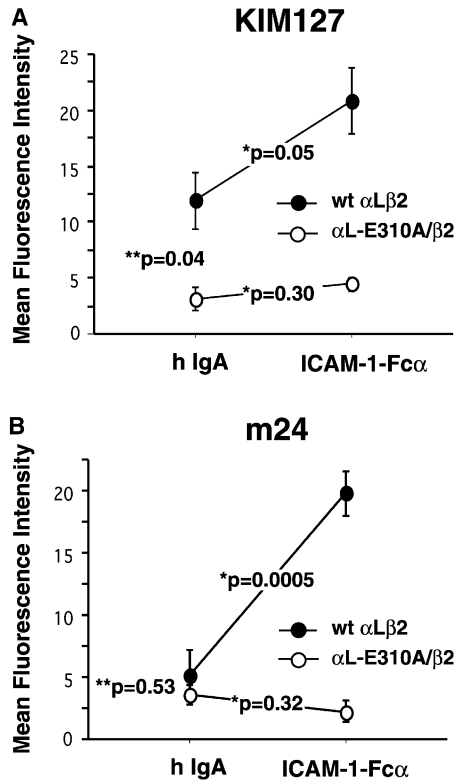 A
KIM127
Mean Fluorescence Intensity
25
20
15
10
5
0
*p=0.05
wt αLβ2
αL-E310A/β2
**p=0.04
*p=0.30
h IgA
ICAM-1-Fcα
B
m24
Mean Fluorescence Intensity
20
15
10
5
0
*p=0.0005
wt αLβ2
αL-E310A/β2
**p=0.53
*p=0.32
h IgA
ICAM-1-Fcα